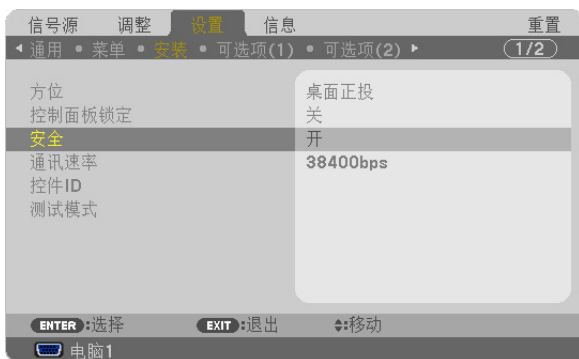 信号源 调整 设置 信息 重置
通用 • 菜单 • 安装 • 可选项(1) • 可选项(2) (1/2)
方位 桌面正投
控制面板锁定 关
安全 开
通讯速率 38400bps
控件ID
测试模式
ENTER:选择 EXIT:退出 :移动
电脑1